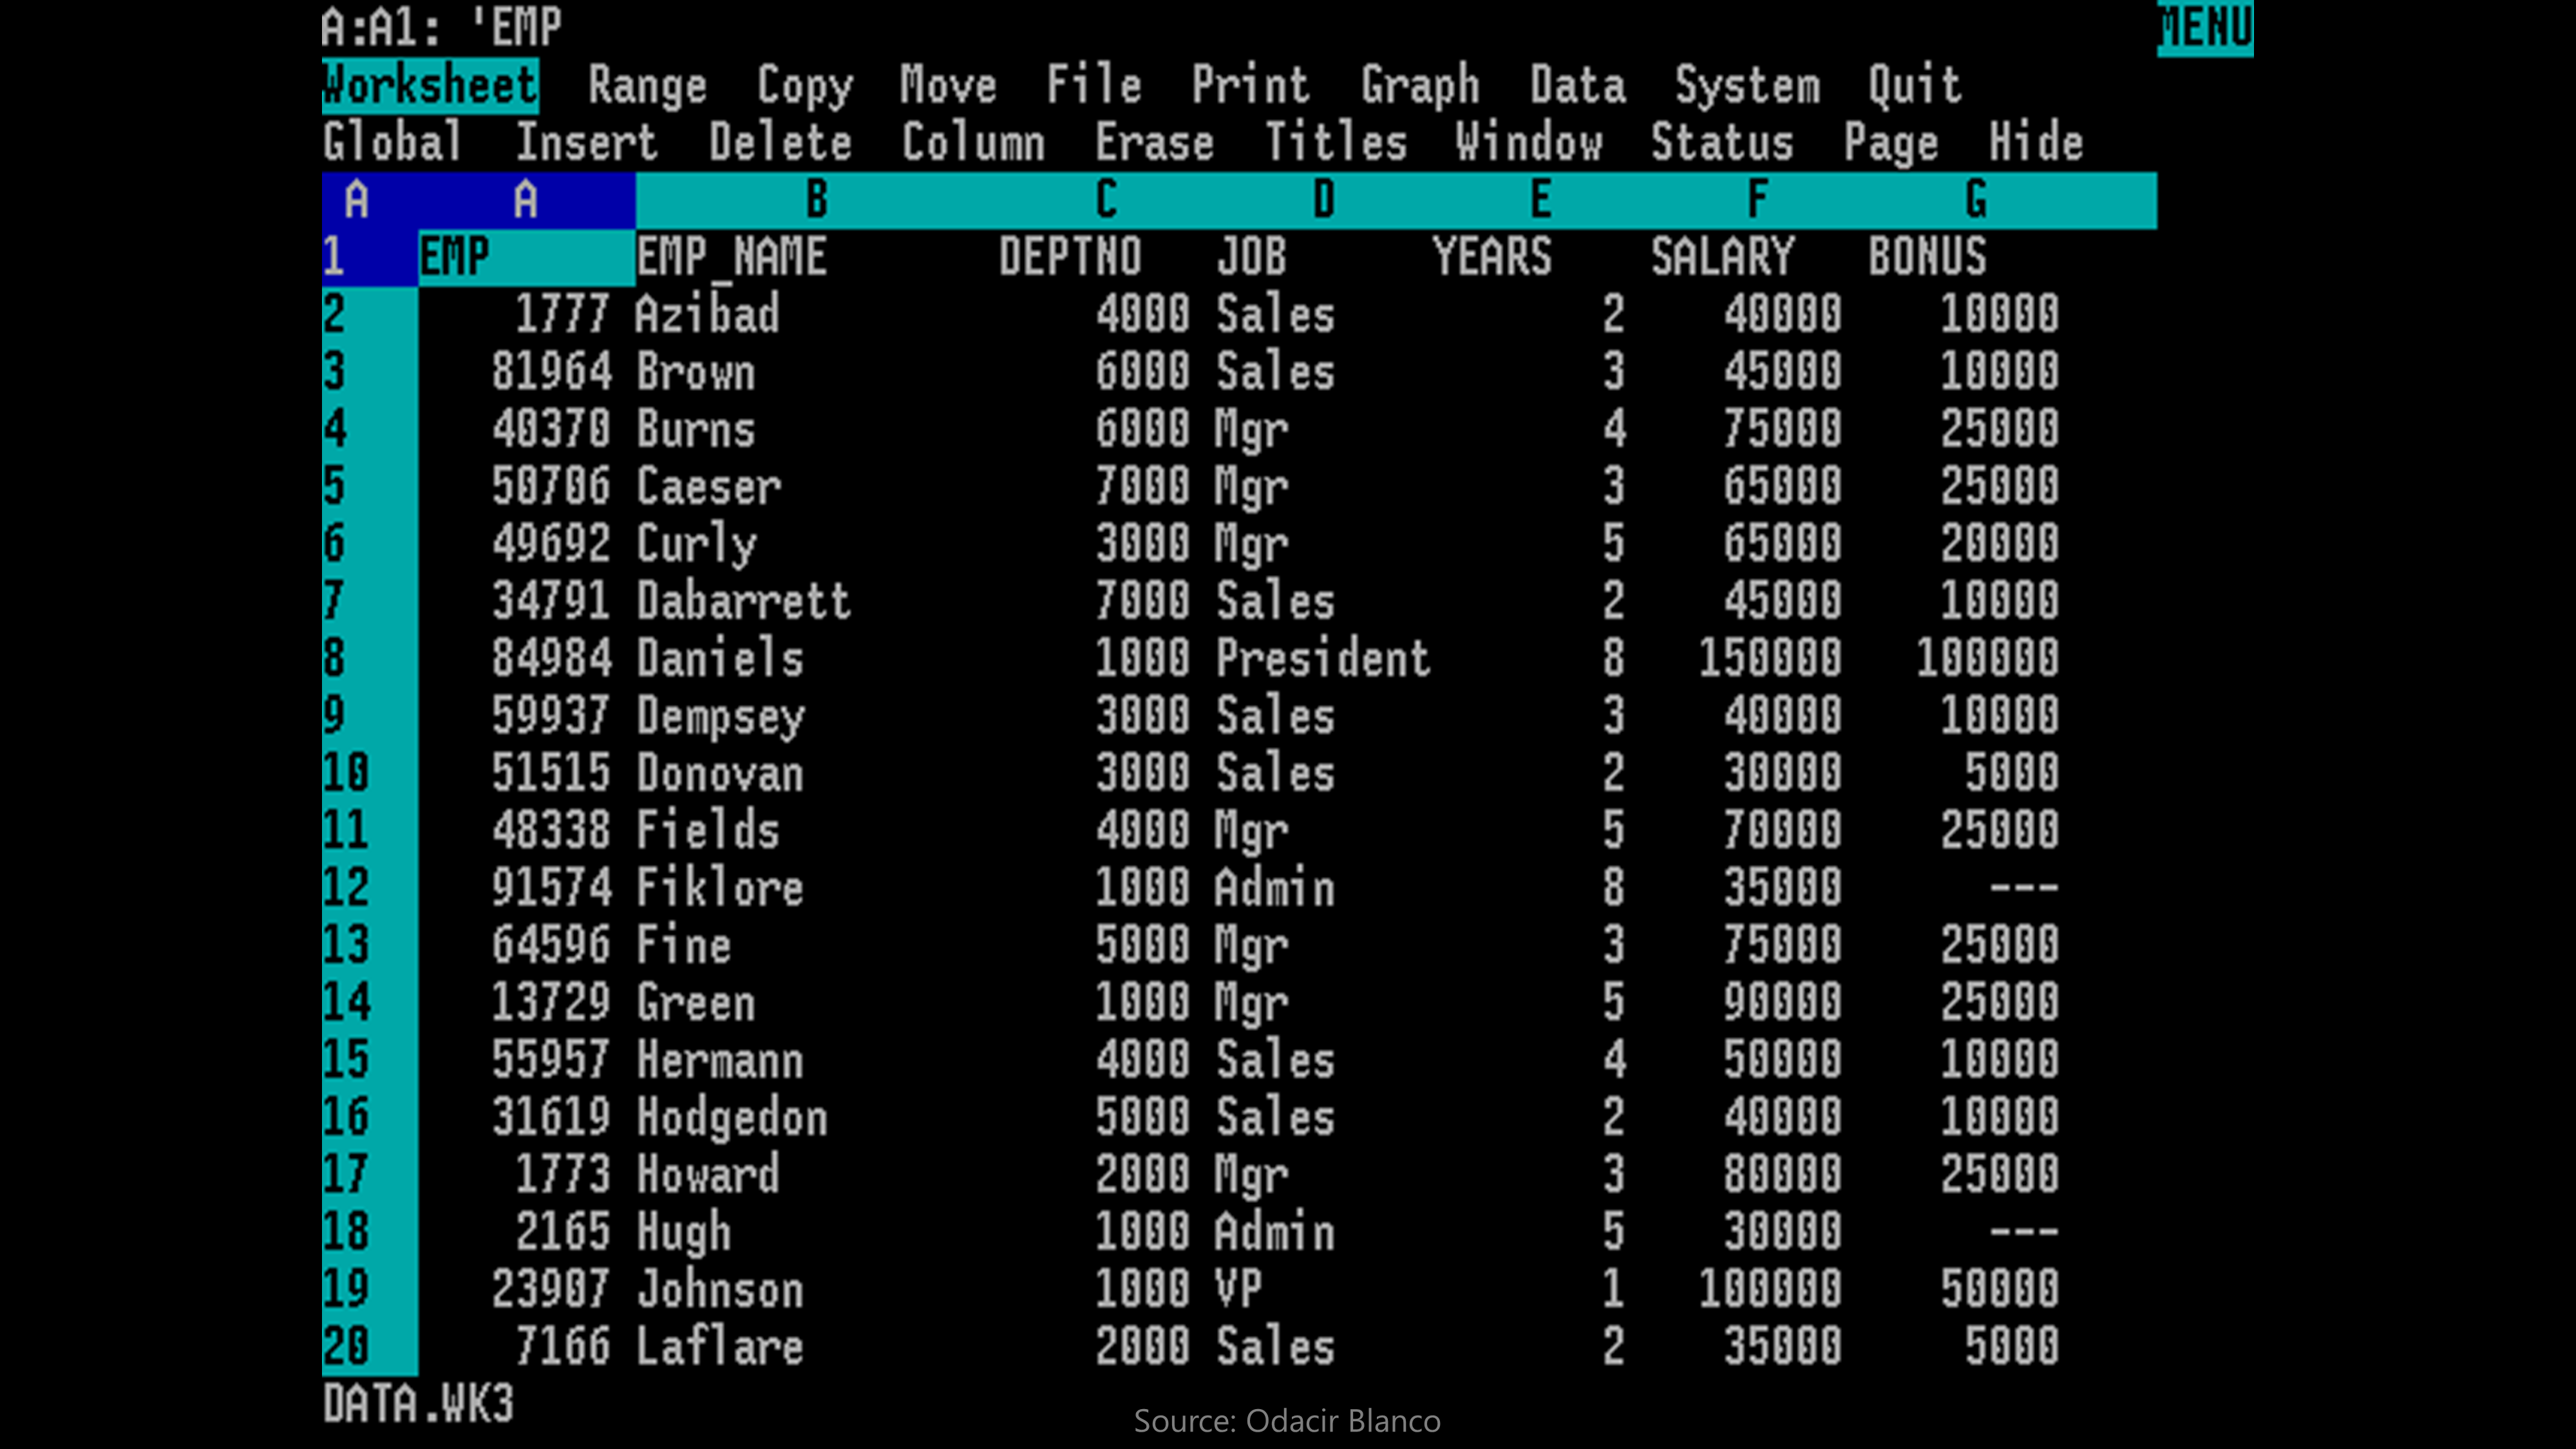 A:A1: 'EMP MENU
Worksheet Range Copy Move File Print Graph Data System Quit
Global Insert Delete Column Erase Titles Window Status Page Hide
A A B C D E F G
1 EMP EMP_NAME DEPTNO JOB YEARS SALARY BONUS
2 1777 Azibad 4000 Sales 2 40000 10000
3 81964 Brown 6000 Sales 3 45000 10000
4 40370 Burns 6000 Mgr 4 75000 25000
5 50706 Caeser 7000 Mgr 3 65000 25000
6 49692 Curly 3000 Mgr 5 65000 20000
7 34791 Dabarrett 7000 Sales 2 45000 10000
8 84984 Daniels 1000 President 8 150000 100000
9 59937 Dempsey 3000 Sales 3 40000 10000
10 51515 Donovan 3000 Sales 2 30000 5000
11 48338 Fields 4000 Mgr 5 70000 25000
12 91574 Fiklore 1000 Admin 8 35000 ---
13 64596 Fine 5000 Mgr 3 75000 25000
14 13729 Green 1000 Mgr 5 90000 25000
15 55957 Hermann 4000 Sales 4 50000 10000
16 31619 Hodgedon 5000 Sales 2 40000 10000
17 1773 Howard 2000 Mgr 3 80000 25000
18 2165 Hugh 1000 Admin 5 30000 ---
19 23907 Johnson 1000 VP 1 100000 50000
20 7166 Laflare 2000 Sales 2 35000 5000
DATA.WK3
Source: Odacir Blanco